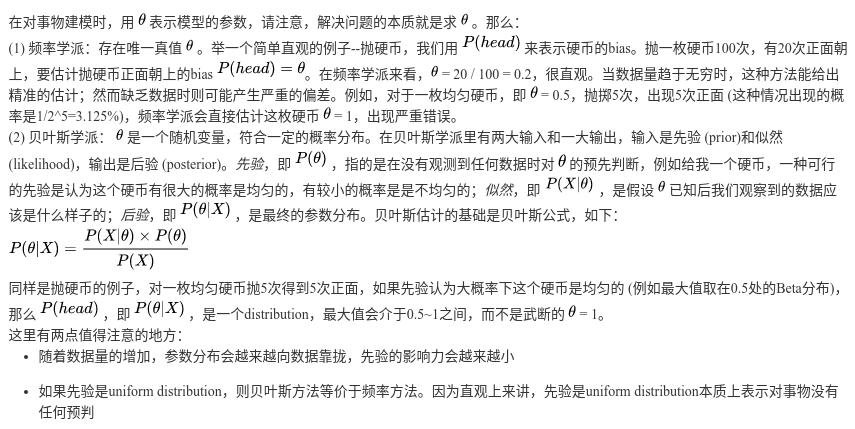 在对事物建模时，用 θ 表示模型的参数，请注意，解决问题的本质就是求 θ 。那么：
(1) 频率学派：存在唯一真值 θ 。举一个简单直观的例子--抛硬币，我们用 P(head) 来表示硬币的bias。抛一枚硬币100次，有20次正面朝
上，要估计抛硬币正面朝上的bias P(head) = θ。在频率学派来看，θ = 20 / 100 = 0.2，很直观。当数据量趋于无穷时，这种方法能给出
精准的估计；然而缺乏数据时则可能产生严重的偏差。例如，对于一枚均匀硬币，即 θ = 0.5，抛掷5次，出现5次正面 (这种情况出现的概
率是1/2^5=3.125%)，频率学派会直接估计这枚硬币 θ = 1，出现严重错误。
(2) 贝叶斯学派： θ 是一个随机变量，符合一定的概率分布。在贝叶斯学派里有两大输入和一大输出，输入是先验 (prior)和似然
(likelihood)，输出是后验 (posterior)。先验，即 P(θ) ，指的是在没有观测到任何数据时对 θ 的预先判断，例如给我一个硬币，一种可行
的先验是认为这个硬币有很大的概率是均匀的，有较小的概率是是不均匀的；似然，即 P(X|θ) ，是假设 θ 已知后我们观察到的数据应
该是什么样子的；后验，即 P(θ|X) ，是最终的参数分布。贝叶斯估计的基础是贝叶斯公式，如下：
P(θ|X) = P(X|θ) × P(θ) / P(X)
同样是抛硬币的例子，对一枚均匀硬币抛5次得到5次正面，如果先验认为大概率下这个硬币是均匀的 (例如最大值取在0.5处的Beta分布)，
那么 P(head) ，即 P(θ|X) ，是一个distribution，最大值会介于0.5~1之间，而不是武断的 θ = 1。
这里有两点值得注意的地方：
• 随着数据量的增加，参数分布会越来越向数据靠拢，先验的影响力会越来越小
• 如果先验是uniform distribution，则贝叶斯方法等价于频率方法。因为直观上来讲，先验是uniform distribution本质上表示对事物没有
任何预判